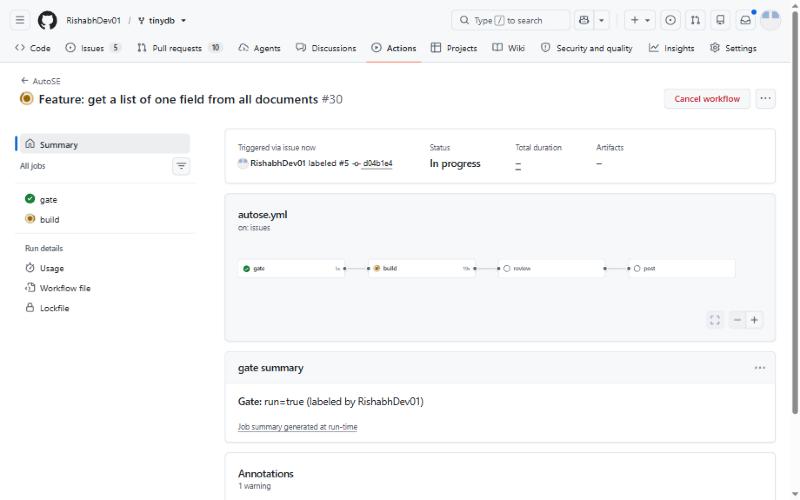 RishabhDev01 / tinydb
Type / to search
Code Issues 5 Pull requests 10 Agents Discussions Actions Projects Wiki Security and quality Insights Settings
← AutoSE
Feature: get a list of one field from all documents #30
Cancel workflow
Summary
All jobs
gate
build
Run details
Usage
Workflow file
Lockfile
Triggered via issue now
RishabhDev01 labeled #5 d04b1e4
Status
In progress
Total duration
–
Artifacts
–
autose.yml
on: issues
gate
build
review
post
gate summary
Gate: run=true (labeled by RishabhDev01)
Job summary generated at run-time
Annotations
1 warning